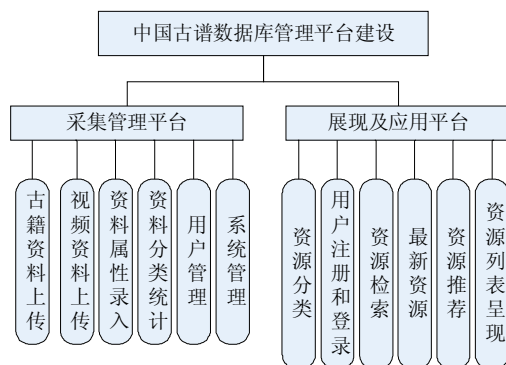 中国古谱数据库管理平台建设
采集管理平台
展现及应用平台
古籍资料上传
视频资料上传
资料属性录入
资料分类统计
用户管理
系统管理
资源分类
用户注册和登录
资源检索
最新资源
资源推荐
资源列表呈现